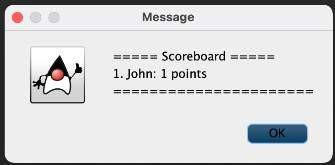 Message
===== Scoreboard =====
1. John: 1 points
======================
OK